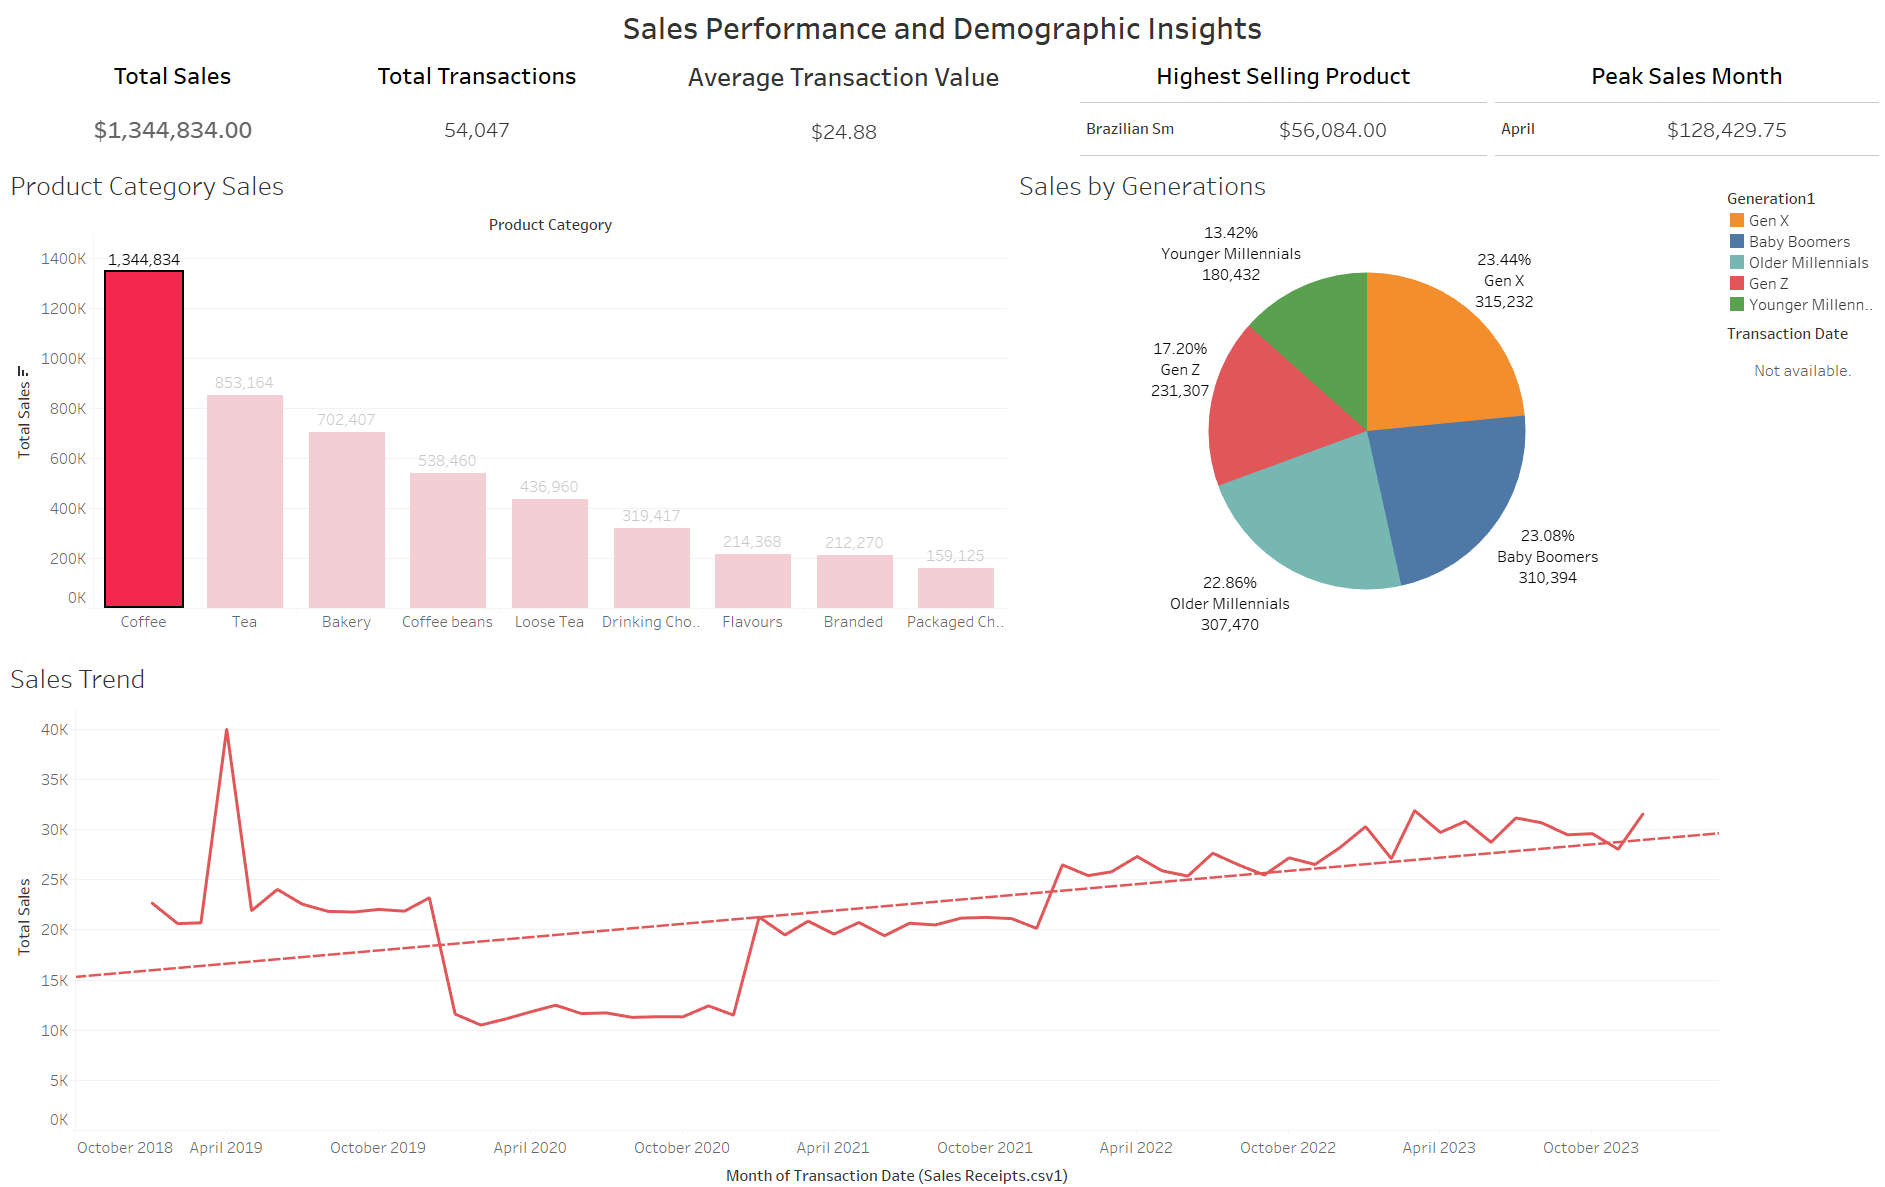 Sales Performance and Demographic Insights
Total Sales
$1,344,834.00
Total Transactions
54,047
Average Transaction Value
$24.88
Highest Selling Product
Brazilian Sm $56,084.00
Peak Sales Month
April $128,429.75
Product Category Sales
Product Category
Total Sales
1400K
1200K
1000K
800K
600K
400K
200K
0K
1,344,834
853,164
702,407
538,460
436,960
319,417
214,368
212,270
159,125
Coffee
Tea
Bakery
Coffee beans
Loose Tea
Drinking Cho..
Flavours
Branded
Packaged Ch..
Sales by Generations
13.42%
Younger Millennials
180,432
23.44%
Gen X
315,232
17.20%
Gen Z
231,307
23.08%
Baby Boomers
310,394
22.86%
Older Millennials
307,470
Generation1
Gen X
Baby Boomers
Older Millennials
Gen Z
Younger Millenn..
Transaction Date
Not available.
Sales Trend
Total Sales
40K
35K
30K
25K
20K
15K
10K
5K
0K
October 2018
April 2019
October 2019
April 2020
October 2020
April 2021
October 2021
April 2022
October 2022
April 2023
October 2023
Month of Transaction Date (Sales Receipts.csv1)